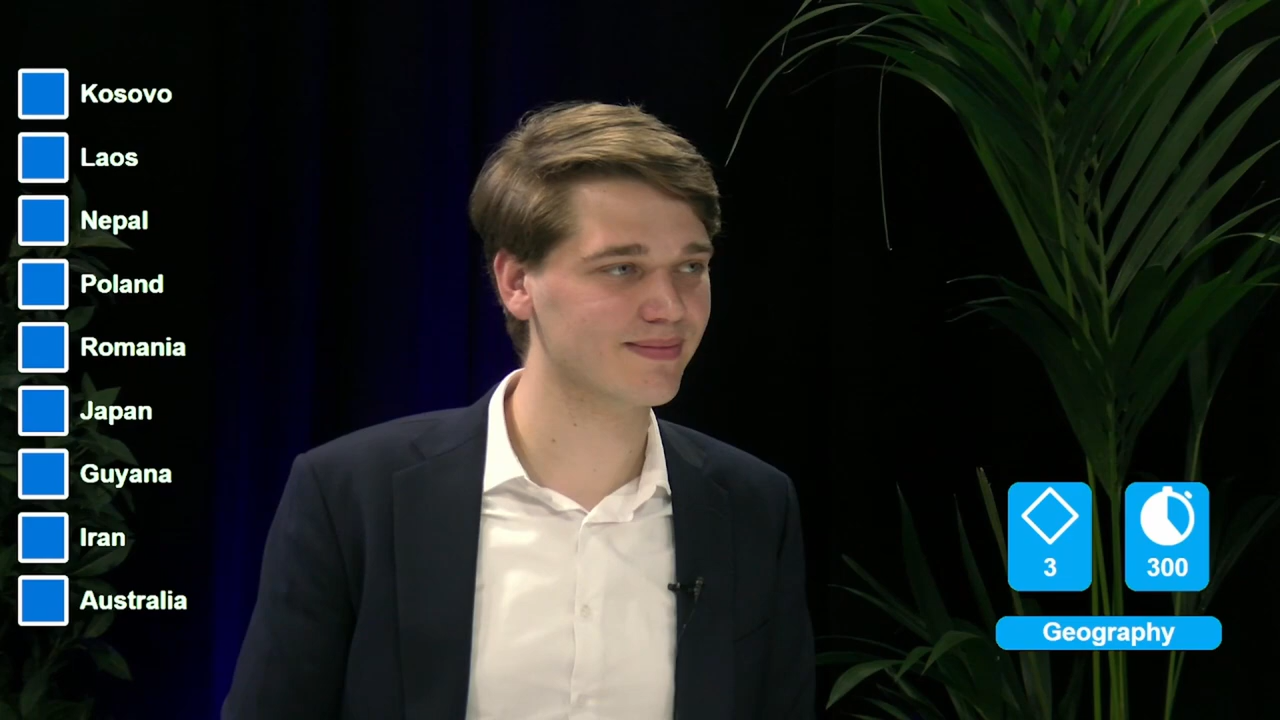 Kosovo
Laos
Nepal
Poland
Romania
Japan
Guyana
Iran
Australia
3
300
Geography